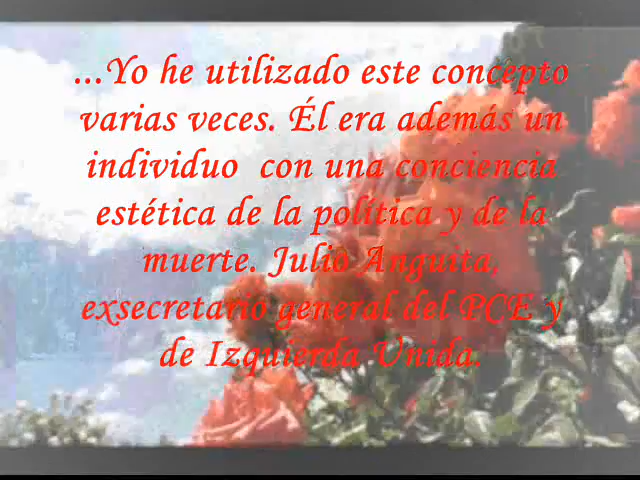 ...Yo he utilizado este concepto
varias veces. Él era además un
individuo con una conciencia
estética de la política y de la
muerte. Julio Anguita,
exsecretario general del PCE y
de Izquierda Unida.